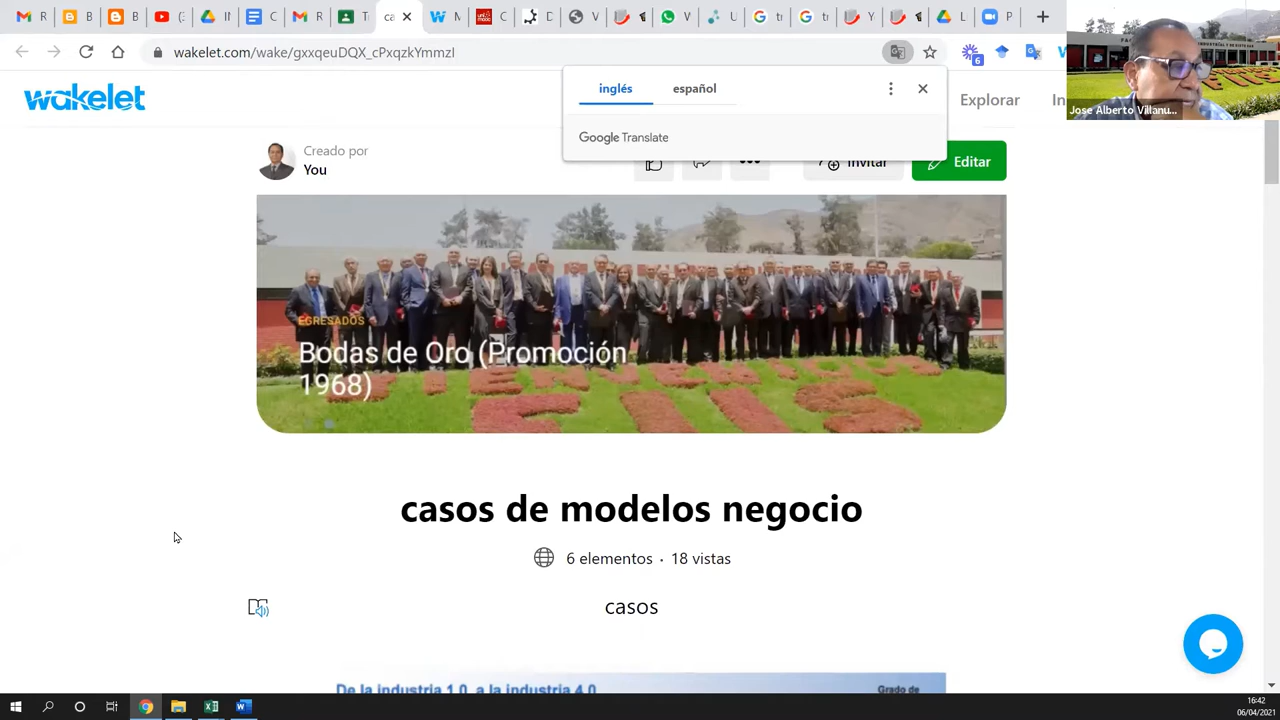 wakelet.com/wake/gxxqeuDQX_cPxqzkYmmzI
6
inglés
español
Google Translate
Jose Alberto Villanu...
wakelet
Explorar
Creado por
You
Invitar
Editar
EGRESADOS
Bodas de Oro (Promoción
1968)
casos de modelos negocio
6 elementos · 18 vistas
casos
De la industria 1.0 a la industria 4.0
Grado de
16:42
06/04/2021